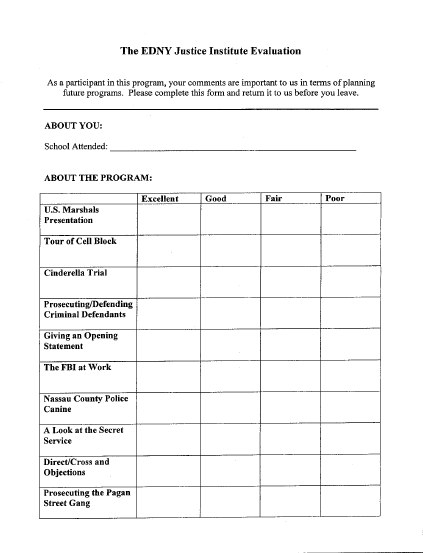 The EDNY Justice Institute Evaluation
As a participant in this program, your comments are important to us in terms of planning
future programs. Please complete this form and return it to us before you leave.
ABOUT YOU:
School Attended:
ABOUT THE PROGRAM:
Excellent Good Fair Poor
U.S. Marshals
Presentation
Tour of Cell Block
Cinderella Trial
Prosecuting/Defending
Criminal Defendants
Giving an Opening
Statement
The FBI at Work
Nassau County Police
Canine
A Look at the Secret
Service
Direct/Cross and
Objections
Prosecuting the Pagan
Street Gang